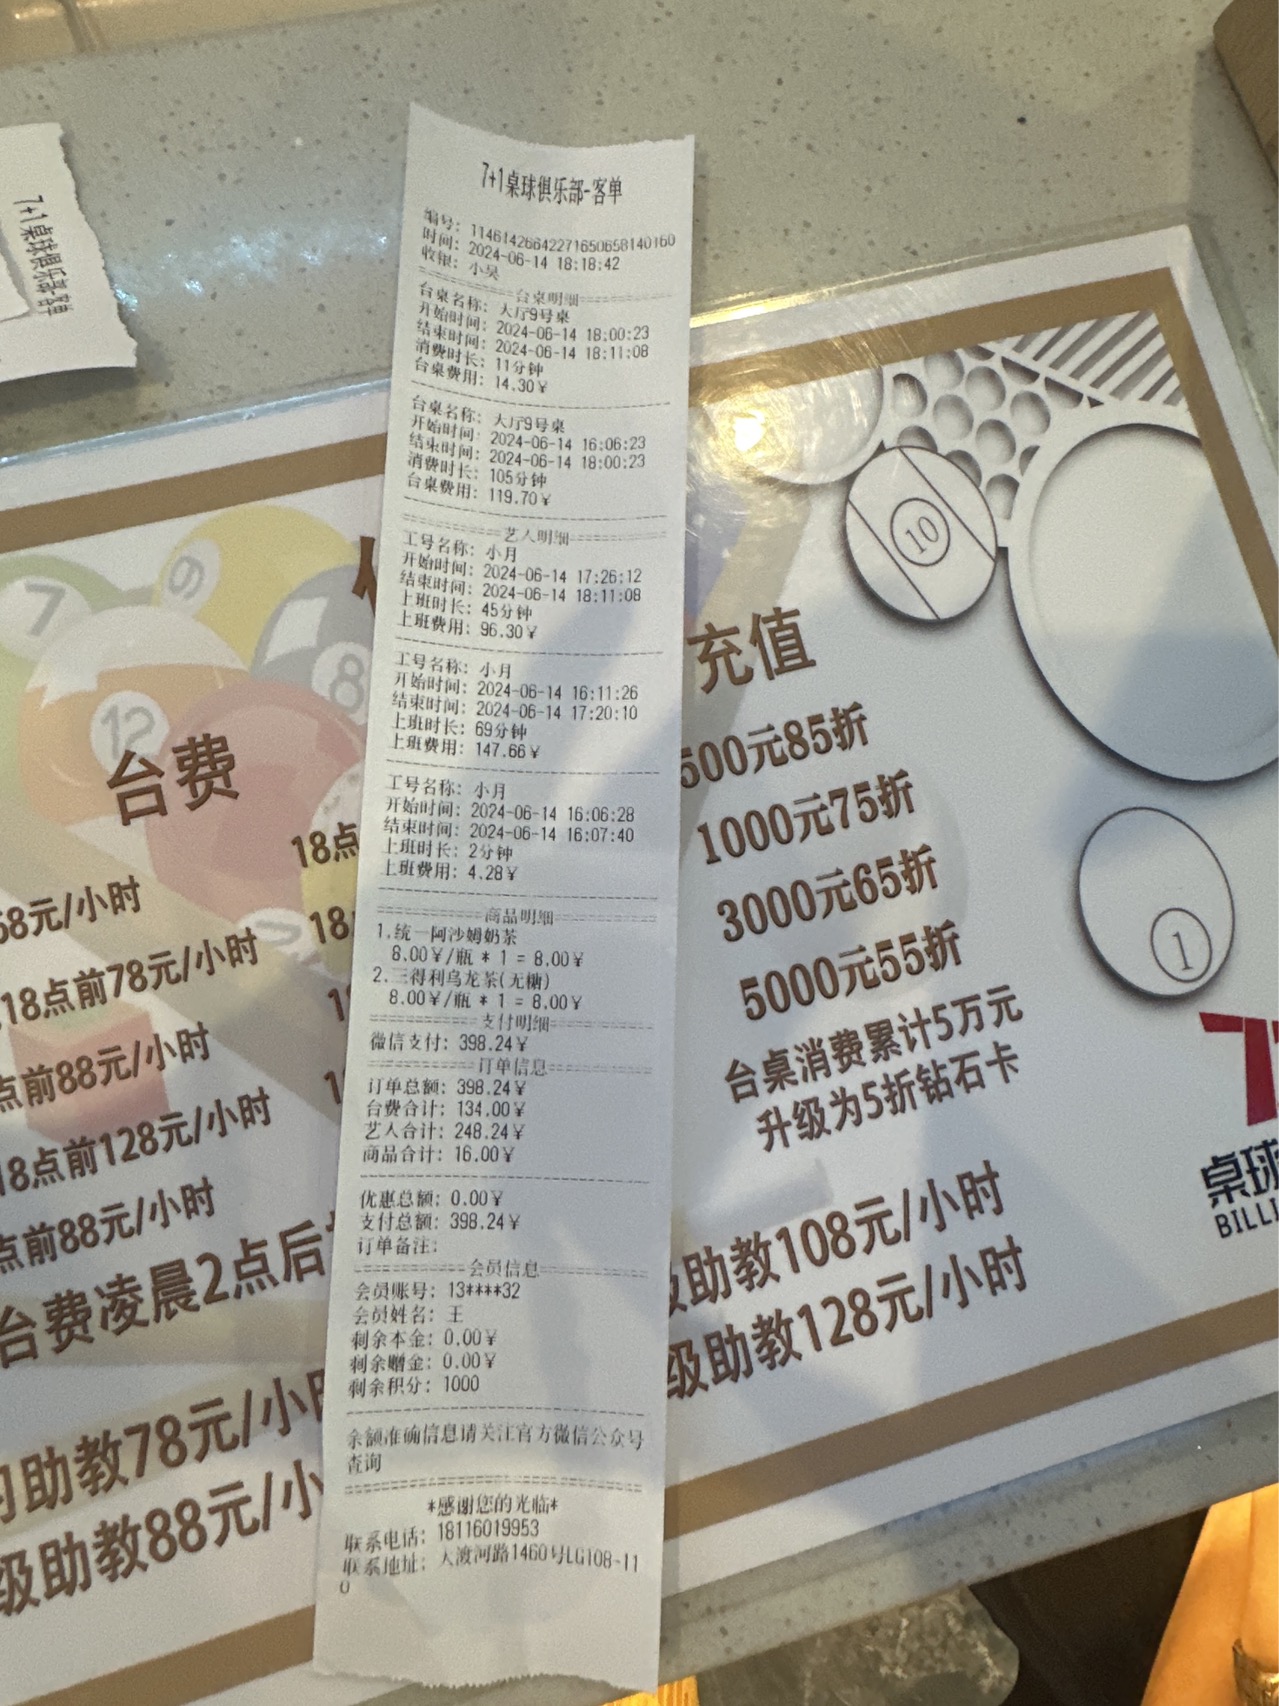 7+1桌球俱乐部-客单
7+1桌球俱乐部-客单
编号: 1146142664227165065814016​0
时间: 2024-06-14 18:18:42
收银: 小吴
台桌明细
台桌名称: 大厅9号桌
开始时间: 2024-06-14 18:00:23
结束时间: 2024-06-14 18:11:08
消费时长: 11分钟
台桌费用: 14.30¥
台桌名称: 大厅9号桌
开始时间: 2024-06-14 16:06:23
结束时间: 2024-06-14 18:00:23
消费时长: 105分钟
台桌费用: 119.70¥
艺人明细
工号名称: 小月
开始时间: 2024-06-14 17:26:12
结束时间: 2024-06-14 18:11:08
上班时长: 45分钟
上班费用: 96.30¥
工号名称: 小月
开始时间: 2024-06-14 16:11:26
结束时间: 2024-06-14 17:20:10
上班时长: 69分钟
上班费用: 147.66¥
工号名称: 小月
开始时间: 2024-06-14 16:06:28
结束时间: 2024-06-14 16:07:40
上班时长: 2分钟
上班费用: 4.28¥
商品明细
1.统一阿沙姆奶茶
8.00¥/瓶 * 1 = 8.00¥
2.三得利乌龙茶(无糖)
8.00¥/瓶 * 1 = 8.00¥
支付明细
微信支付: 398.24¥
订单信息
订单总额: 398.24¥
台费合计: 134.00¥
艺人合计: 248.24¥
商品合计: 16.00¥
优惠总额: 0.00¥
支付总额: 398.24¥
订单备注:
会员信息
会员账号: 13****32
会员姓名: 王
剩余本金: 0.00¥
剩余赠金: 0.00¥
剩余积分: 1000
余额准确信息请关注官方微信公众号
查询
*感谢您的光临*
联系电话: 18116019953
联系地址: 大渡河路1460号LG108-11
0
7
9
8
12
台费
18点
68元/小时
18
18点前78元/小时
点前88元/小时
18点前128元/小时
点前88元/小时
台费凌晨2点后
助教78元/小时
级助教88元/小
10
1
充值
500元85折
1000元75折
3000元65折
5000元55折
台桌消费累计5万元
升级为5折钻石卡
级助教108元/小时
级助教128元/小时
桌球
BILLI